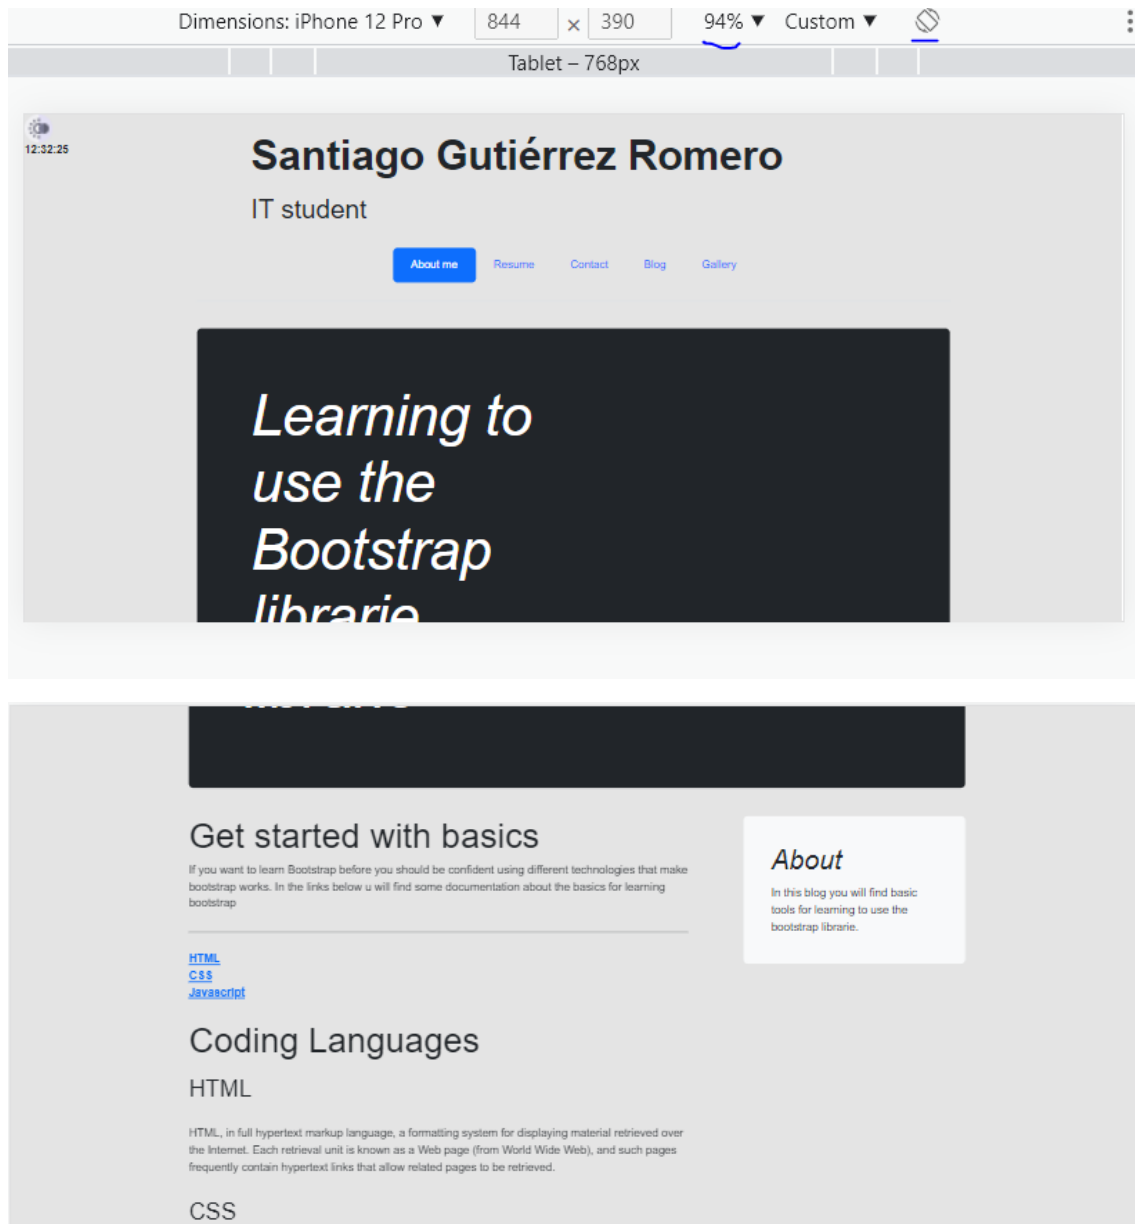 Dimensions: iPhone 12 Pro ▼ 844 × 390 94% ▼ Custom ▼
Tablet – 768px
12:32:25
Santiago Gutiérrez Romero
IT student
About me Resume Contact Blog Gallery
Learning to
use the
Bootstrap
librarie
Get started with basics
If you want to learn Bootstrap before you should be confident using different technologies that make
bootstrap works. In the links below u will find some documentation about the basics for learning
bootstrap
About
In this blog you will find basic
tools for learning to use the
bootstrap librarie.
HTML
CSS
Javascript
Coding Languages
HTML
HTML, in full hypertext markup language, a formatting system for displaying material retrieved over
the Internet. Each retrieval unit is known as a Web page (from World Wide Web), and such pages
frequently contain hypertext links that allow related pages to be retrieved.
CSS